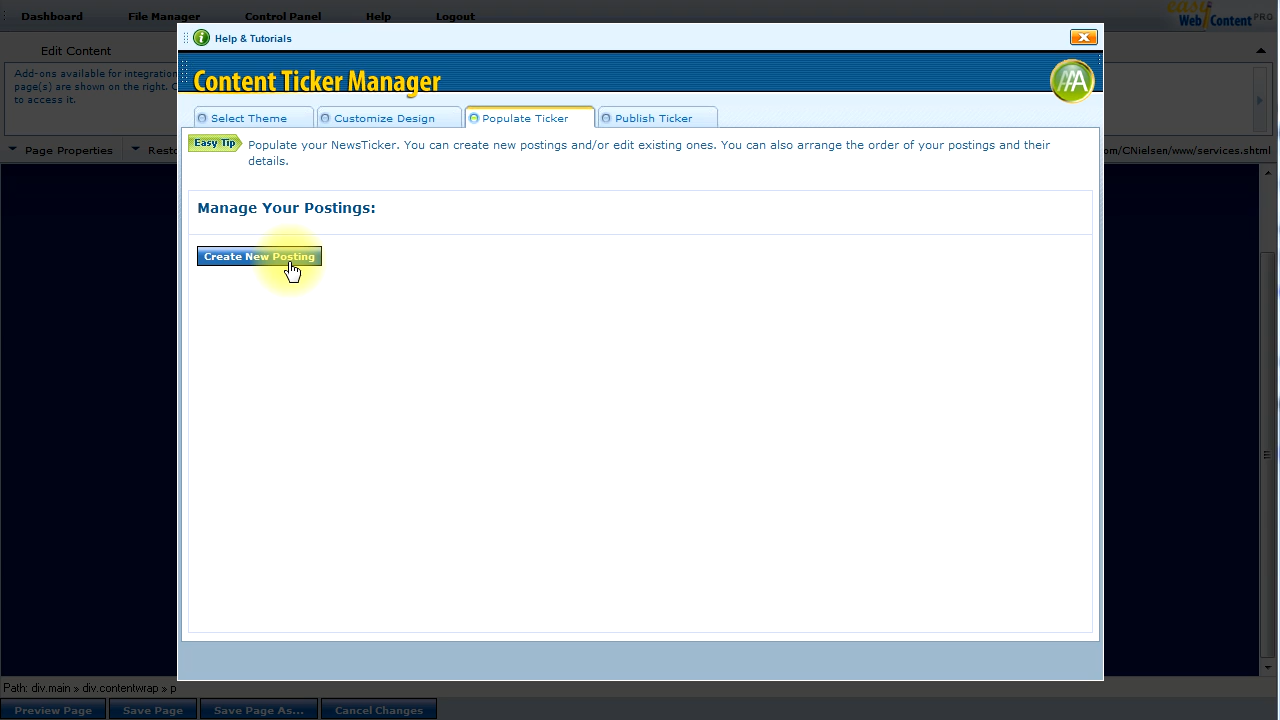 Dashboard File Manager Control Panel Help Logout
easy
Web Content PRO
Edit Content
Add-ons available for integration
page(s) are shown on the right.
to access it.
Help & Tutorials
Content Ticker Manager
Select Theme Customize Design Populate Ticker Publish Ticker
Easy Tip Populate your NewsTicker. You can create new postings and/or edit existing ones. You can also arrange the order of your postings and their
details.
Page Properties
/CNielsen/www/services.shtml
Manage Your Postings:
Create New Posting
Path: div.main » div.contentwrap » p
Preview Page Save Page Save Page As... Cancel Changes